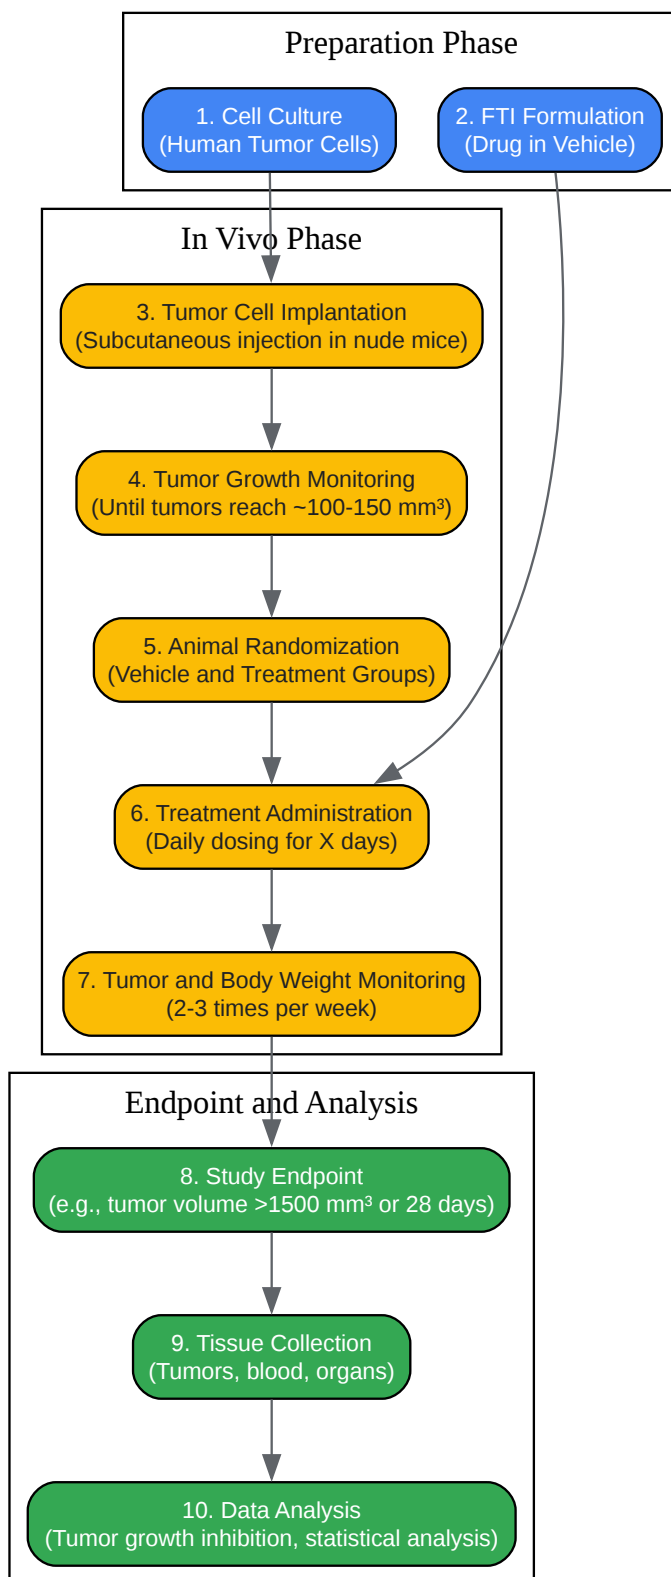 Preparation Phase
1. Cell Culture
(Human Tumor Cells)
2. FTI Formulation
(Drug in Vehicle)
In Vivo Phase
3. Tumor Cell Implantation
(Subcutaneous injection in nude mice)
4. Tumor Growth Monitoring
(Until tumors reach ~100-150 mm³)
5. Animal Randomization
(Vehicle and Treatment Groups)
6. Treatment Administration
(Daily dosing for X days)
7. Tumor and Body Weight Monitoring
(2-3 times per week)
Endpoint and Analysis
8. Study Endpoint
(e.g., tumor volume >1500 mm³ or 28 days)
9. Tissue Collection
(Tumors, blood, organs)
10. Data Analysis
(Tumor growth inhibition, statistical analysis)